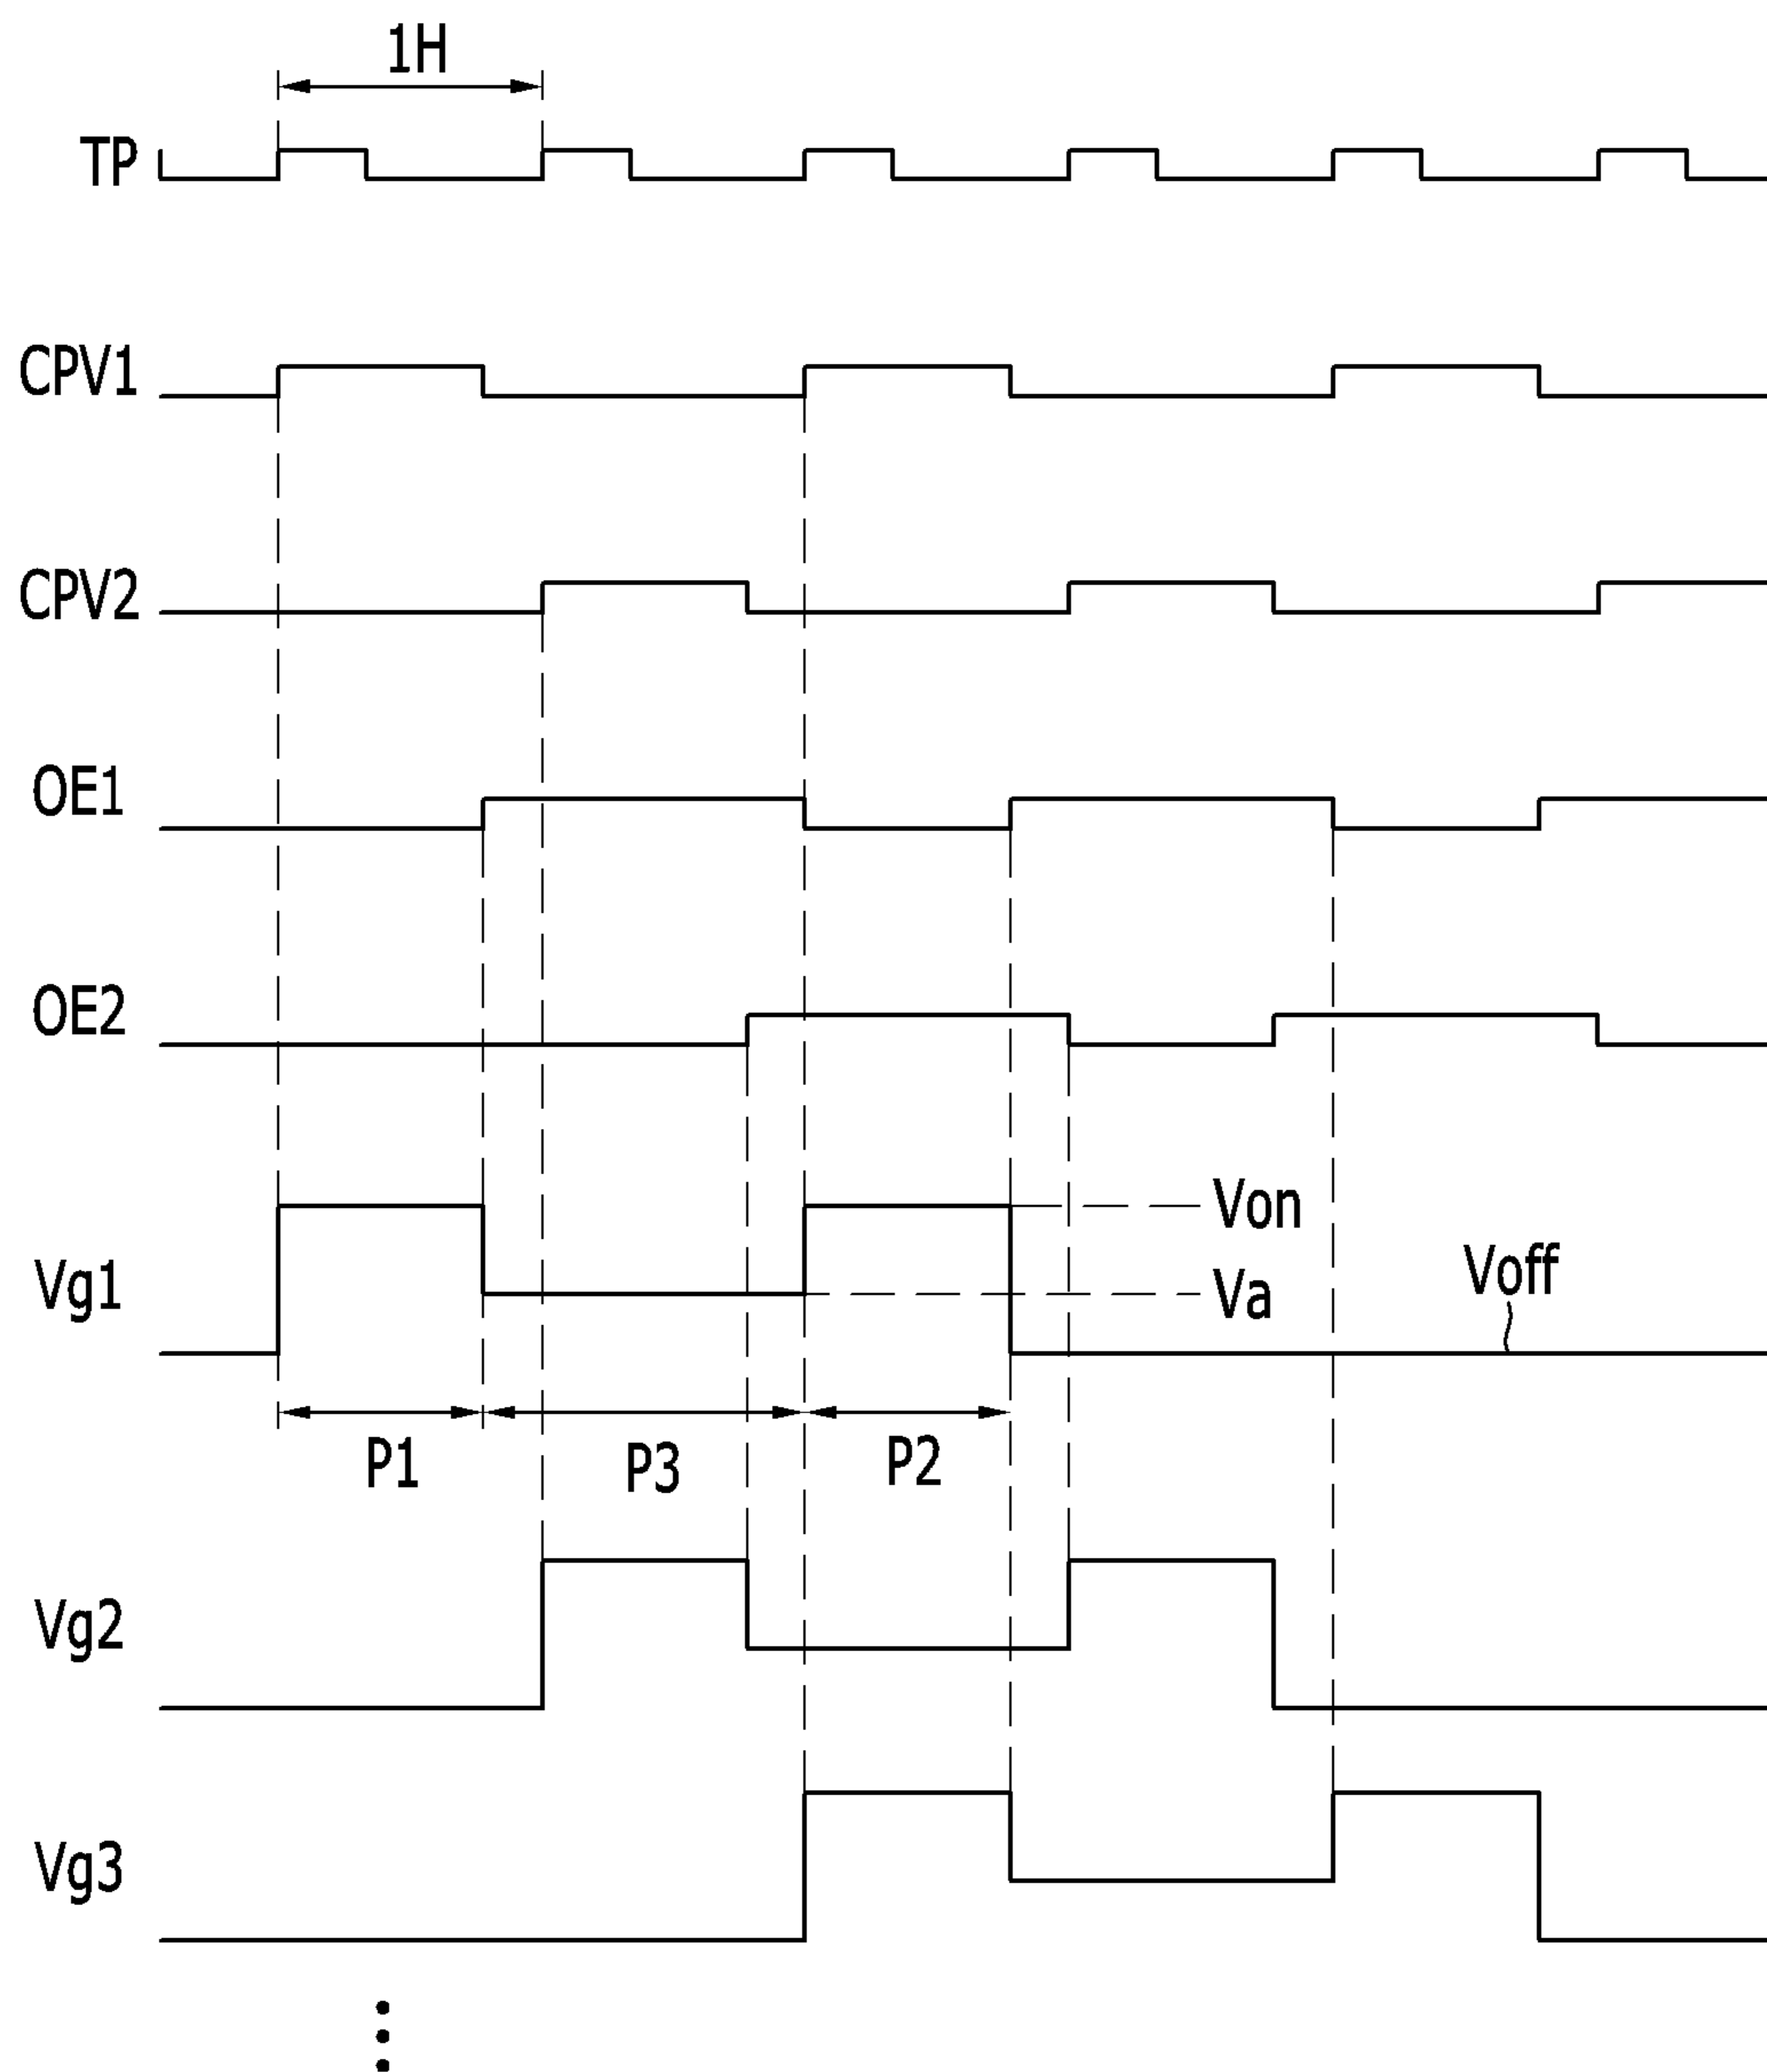 1H
TP
CPV1
CPV2
OE1
OE2
Von
Vg1
Va
Voff
P1
P3
P2
Vg2
Vg3